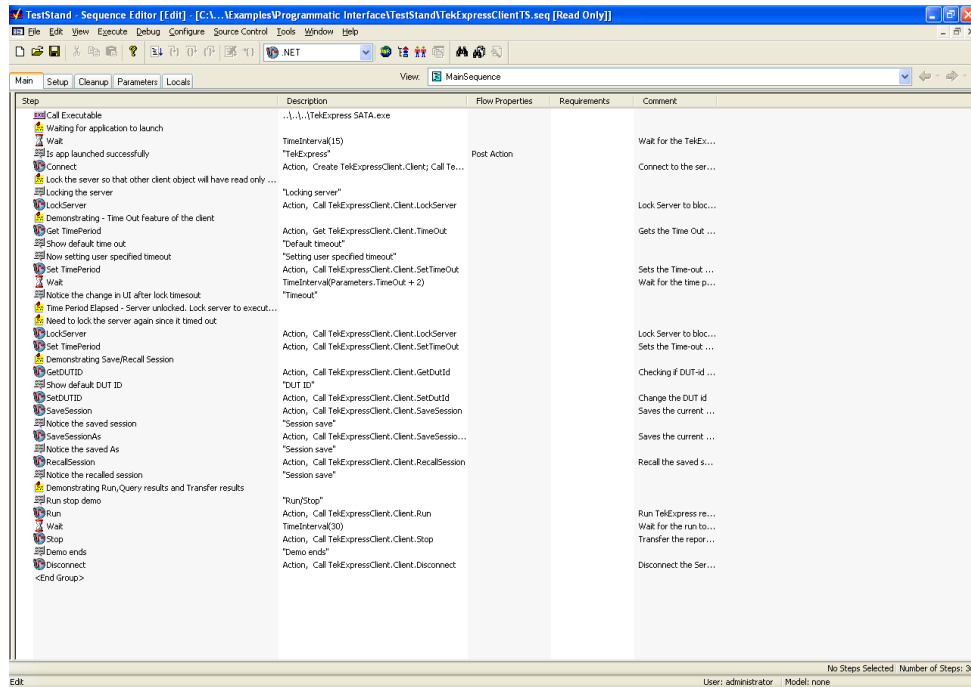 TestStand - Sequence Editor [Edit] - [C:\...\Examples\Programmatic Interface\TestStand\TekExpressClientTS.seq [Read Only]]
File Edit View Execute Debug Configure Source Control Tools Window Help
.NET
Main Setup Cleanup Parameters Locals View: MainSequence
Step Description Flow Properties Requirements Comment
Call Executable ..\..\..\TekExpress SATA.exe
Waiting for application to launch
Wait TimeInterval(15) Wait for the TekEx...
Is app launched successfully "TekExpress" Post Action
Connect Action, Create TekExpressClient.Client; Call Te... Connect to the ser...
Lock the sever so that other client object will have read only ...
Locking the server "Locking server"
LockServer Action, Call TekExpressClient.Client.LockServer Lock Server to bloc...
Demonstrating - Time Out feature of the client
Get TimePeriod Action, Get TekExpressClient.Client.TimeOut Gets the Time Out ...
Show default time out "Default timeout"
Now setting user specified timeout "Setting user specified timeout"
Set TimePeriod Action, Call TekExpressClient.Client.SetTimeOut Sets the Time-out ...
Wait TimeInterval(Parameters.TimeOut + 2) Wait for the time p...
Notice the change in UI after lock timesout "Timeout"
Time Period Elapsed - Server unlocked. Lock server to execut...
Need to lock the server again since it timed out
LockServer Action, Call TekExpressClient.Client.LockServer Lock Server to bloc...
Set TimePeriod Action, Call TekExpressClient.Client.SetTimeOut Sets the Time-out ...
Demonstrating Save/Recall Session
GetDUTID Action, Call TekExpressClient.Client.GetDutId Checking if DUT-id ...
Show default DUT ID "DUT ID"
SetDUTID Action, Call TekExpressClient.Client.SetDutId Change the DUT id
SaveSession Action, Call TekExpressClient.Client.SaveSession Saves the current ...
Notice the saved session "Session save"
SaveSessionAs Action, Call TekExpressClient.Client.SaveSessio... Saves the current ...
Notice the saved As "Session save"
RecallSession Action, Call TekExpressClient.Client.RecallSession Recall the saved s...
Notice the recalled session "Session save"
Demonstrating Run,Query results and Transfer results
Run stop demo "Run/Stop"
Run Action, Call TekExpressClient.Client.Run Run TekExpress re...
Wait TimeInterval(30) Wait for the run to...
Stop Action, Call TekExpressClient.Client.Stop Transfer the repor...
Demo ends "Demo ends"
Disconnect Action, Call TekExpressClient.Client.Disconnect Disconnect the Ser...
<End Group>
No Steps Selected Number of Steps: 3
Edit User: administrator Model: none